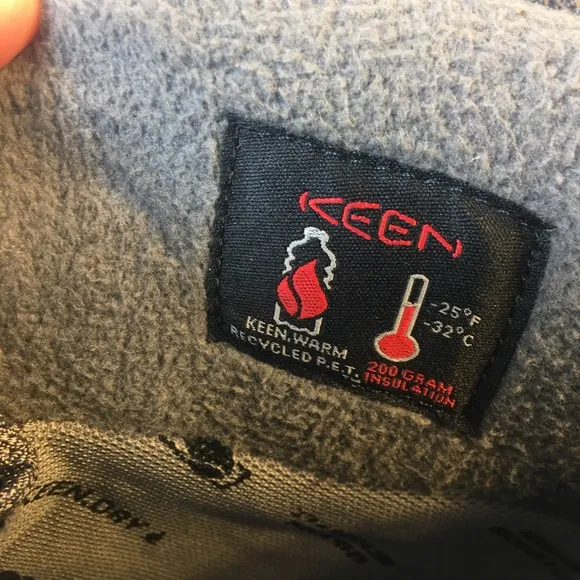 KEEN
-25°F
-32°C
KEEN.WARM
RECYCLED P.E.T.
200 GRAM
INSULATION
KEEN.DRY